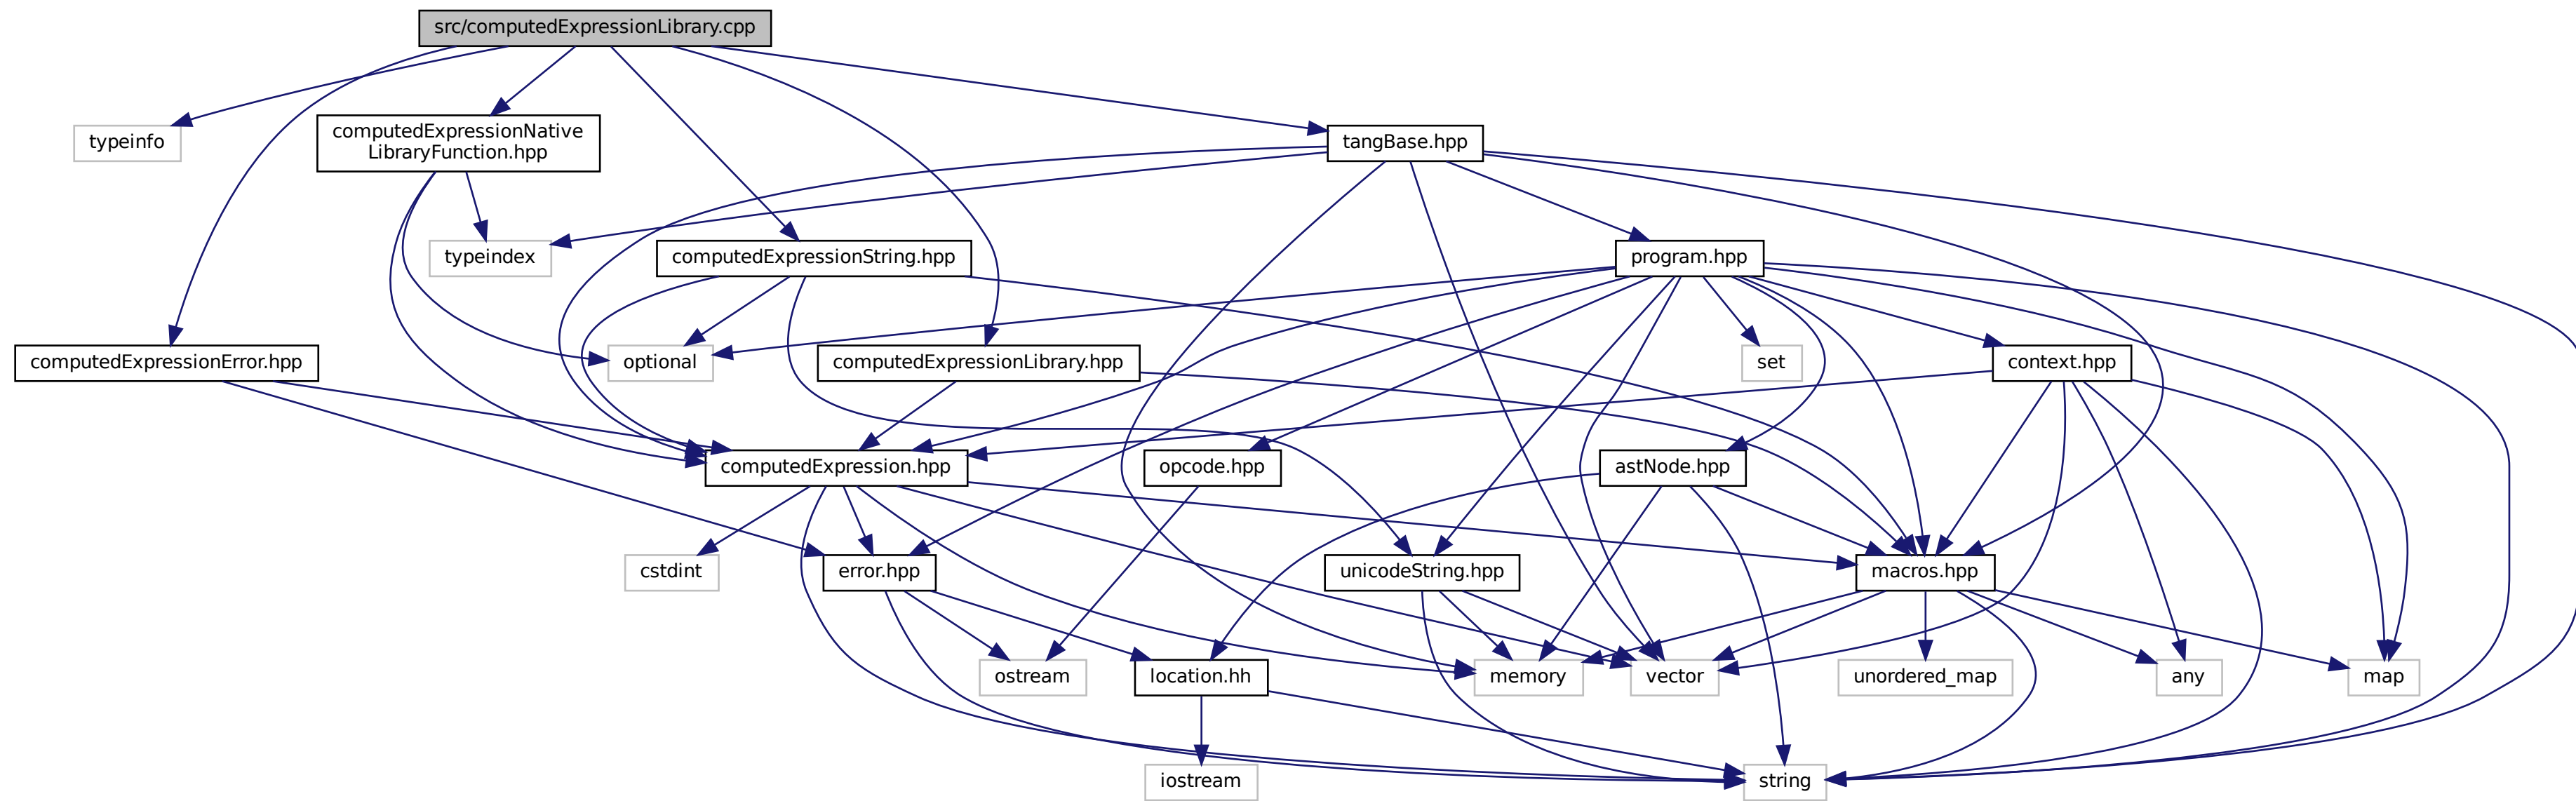 src/computedExpressionLibrary.cpp
typeinfo
computedExpressionNative
LibraryFunction.hpp
tangBase.hpp
typeindex
computedExpressionString.hpp
program.hpp
computedExpressionError.hpp
optional
computedExpressionLibrary.hpp
set
context.hpp
computedExpression.hpp
opcode.hpp
astNode.hpp
cstdint
error.hpp
unicodeString.hpp
macros.hpp
ostream
location.hh
memory
vector
unordered_map
any
map
iostream
string